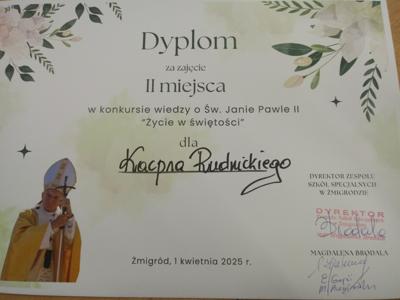 Dyplom
za zajęcie
II miejsca
w konkursie wiedzy o Św. Janie Pawle II
"Życie w świętości"
dla
Kacpra Rudnickiego
DYREKTOR ZESPOŁU
SZKÓŁ SPECJALNYCH
W ŻMIGRODZIE
DYREKTOR
MAGDALENA BRODALA
Żmigród, 1 kwietnia 2025 r.